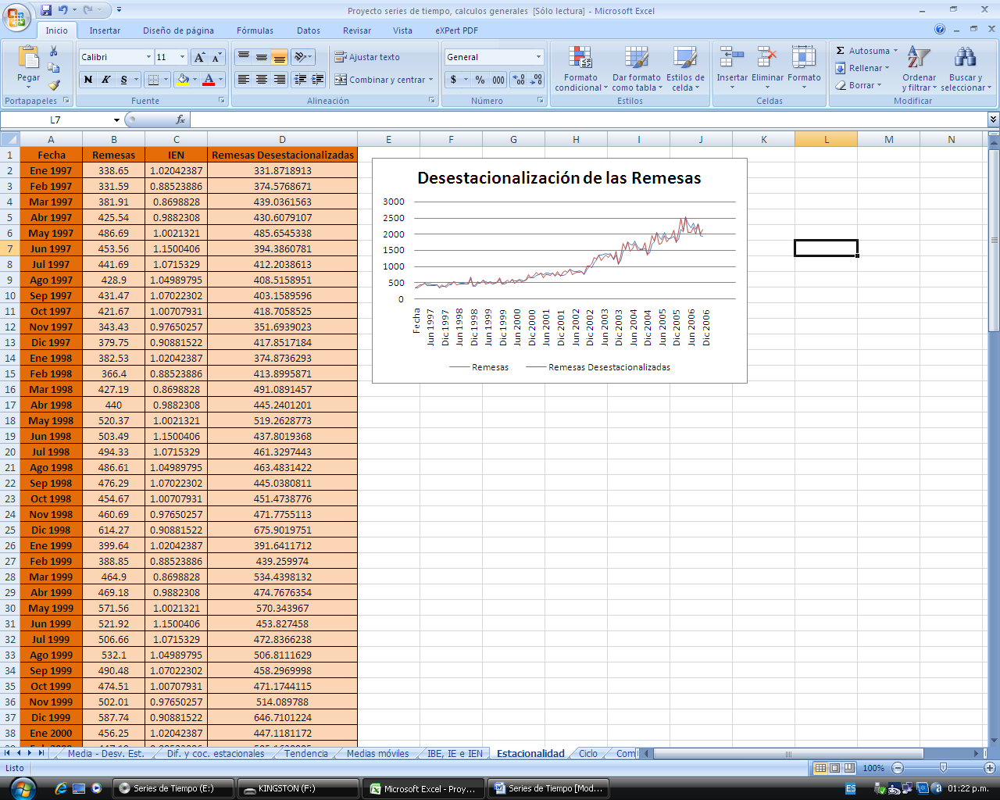 Proyecto series de tiempo, calculos generales  [Sólo lectura] - Microsoft Excel
Inicio Insertar Diseño de página Fórmulas Datos Revisar Vista eXPert PDF
Pegar Calibri 11 Ajustar texto General Autosuma
N K S Combinar y centrar $ % 000 Formato condicional Dar formato como tabla Estilos de celda Insertar Eliminar Formato Rellenar Borrar Ordenar y filtrar Buscar y seleccionar
Portapapeles Fuente Alineación Número Estilos Celdas Modificar
L7 fx
A B C D E F G H I J K L M N
1 Fecha Remesas IEN Remesas Desestacionalizadas
2 Ene 1997 338.65 1.02042387 331.8718913
3 Feb 1997 331.59 0.88523886 374.5768671
4 Mar 1997 381.91 0.8698828 439.0361563
5 Abr 1997 425.54 0.9882308 430.6079107
6 May 1997 486.69 1.0021321 485.6545338
7 Jun 1997 453.56 1.1500406 394.3860781
8 Jul 1997 441.69 1.0715329 412.2038613
9 Ago 1997 428.9 1.04989795 408.5158951
10 Sep 1997 431.47 1.07022302 403.1589596
11 Oct 1997 421.67 1.00707931 418.7058525
12 Nov 1997 343.43 0.97650257 351.6939023
13 Dic 1997 379.75 0.90881522 417.8517184
14 Ene 1998 382.53 1.02042387 374.8736293
15 Feb 1998 366.4 0.88523886 413.8995871
16 Mar 1998 427.19 0.8698828 491.0891457
17 Abr 1998 440 0.9882308 445.2401201
18 May 1998 520.37 1.0021321 519.2628773
19 Jun 1998 503.49 1.1500406 437.8019368
20 Jul 1998 494.33 1.0715329 461.3297443
21 Ago 1998 486.61 1.04989795 463.4831422
22 Sep 1998 476.29 1.07022302 445.0380811
23 Oct 1998 454.67 1.00707931 451.4738776
24 Nov 1998 460.69 0.97650257 471.7755113
25 Dic 1998 614.27 0.90881522 675.9019751
26 Ene 1999 399.64 1.02042387 391.6411712
27 Feb 1999 388.85 0.88523886 439.259974
28 Mar 1999 464.9 0.8698828 534.4398132
29 Abr 1999 469.18 0.9882308 474.7676354
30 May 1999 571.56 1.0021321 570.343967
31 Jun 1999 521.92 1.1500406 453.827458
32 Jul 1999 506.66 1.0715329 472.8366238
33 Ago 1999 532.1 1.04989795 506.8111629
34 Sep 1999 490.48 1.07022302 458.2969998
35 Oct 1999 474.51 1.00707931 471.1744115
36 Nov 1999 502.01 0.97650257 514.089788
37 Dic 1999 587.74 0.90881522 646.7101224
38 Ene 2000 456.25 1.02042387 447.1181172
Desestacionalización de las Remesas
3000
2500
2000
1500
1000
500
0
Fecha Jun 1997 Dic 1997 Jun 1998 Dic 1998 Jun 1999 Dic 1999 Jun 2000 Dic 2000 Jun 2001 Dic 2001 Jun 2002 Dic 2002 Jun 2003 Dic 2003 Jun 2004 Dic 2004 Jun 2005 Dic 2005 Jun 2006 Dic 2006
Remesas Remesas Desestacionalizadas
Media - Desv. Est. Dif. y coc. estacionales Tendencia Medias móviles IBE, IE e IEN Estacionalidad Ciclo Com
Listo 100%
Series de Tiempo (E:) KINGSTON (F:) Microsoft Excel - Proy... Series de Tiempo [Mod... ES 01:22 p.m.